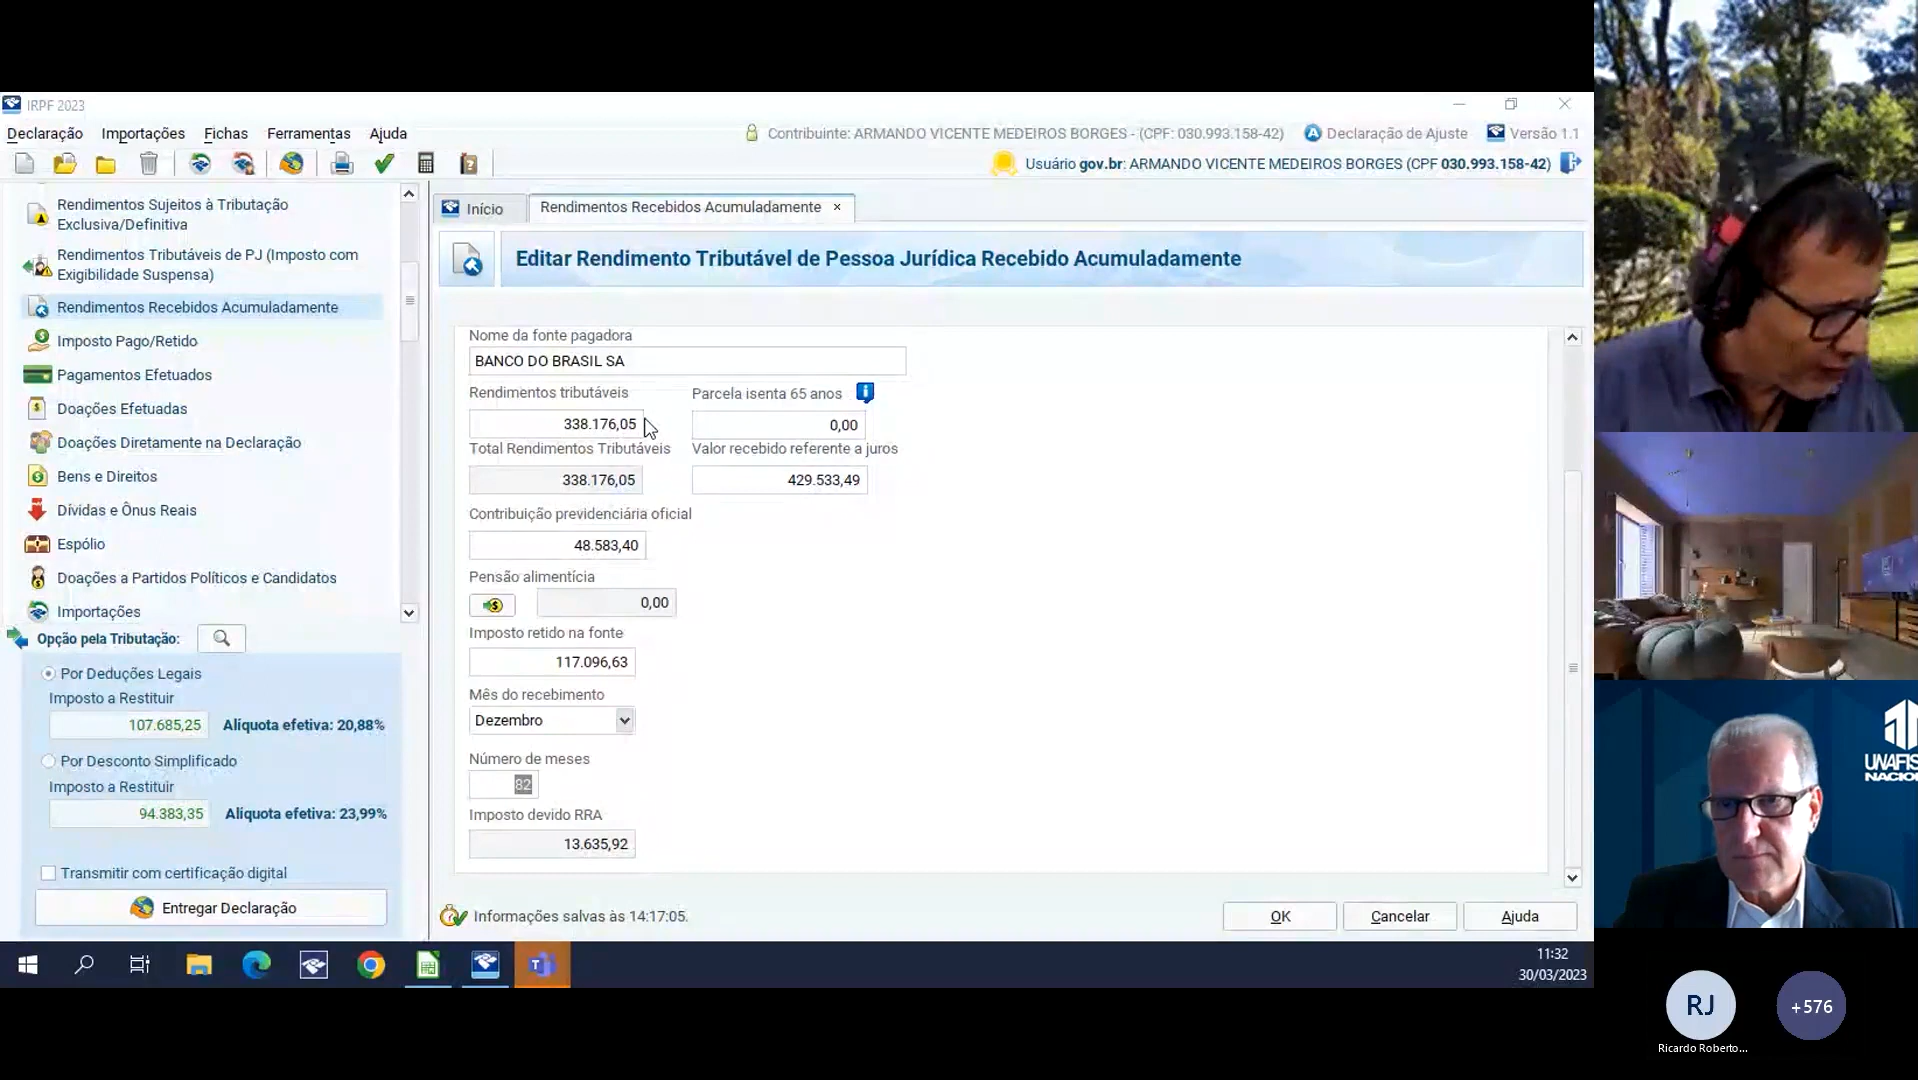 IRPF 2023
Declaração Importações Fichas Ferramentas Ajuda
Contribuinte: ARMANDO VICENTE MEDEIROS BORGES - (CPF: 030.993.158-42) Declaração de Ajuste Versão 1.1
Usuário gov.br: ARMANDO VICENTE MEDEIROS BORGES (CPF 030.993.158-42)
Rendimentos Sujeitos à Tributação
Exclusiva/Definitiva
Rendimentos Tributáveis de PJ (Imposto com
Exigibilidade Suspensa)
Rendimentos Recebidos Acumuladamente
Imposto Pago/Retido
Pagamentos Efetuados
Doações Efetuadas
Doações Diretamente na Declaração
Bens e Direitos
Dívidas e Ônus Reais
Espólio
Doações a Partidos Políticos e Candidatos
Importações
Opção pela Tributação:
Por Deduções Legais
Imposto a Restituir
107.685,25 Alíquota efetiva: 20,88%
Por Desconto Simplificado
Imposto a Restituir
94.383,35 Alíquota efetiva: 23,99%
Transmitir com certificação digital
Entregar Declaração
Início
Rendimentos Recebidos Acumuladamente ×
Editar Rendimento Tributável de Pessoa Jurídica Recebido Acumuladamente
Nome da fonte pagadora
BANCO DO BRASIL SA
Rendimentos tributáveis Parcela isenta 65 anos
338.176,05 0,00
Total Rendimentos Tributáveis Valor recebido referente a juros
338.176,05 429.533,49
Contribuição previdenciária oficial
48.583,40
Pensão alimentícia
0,00
Imposto retido na fonte
117.096,63
Mês do recebimento
Dezembro
Número de meses
82
Imposto devido RRA
13.635,92
Informações salvas às 14:17:05.
OK Cancelar Ajuda
11:32
30/03/2023
UNAFIS
NACIO
RJ
+576
Ricardo Roberto...